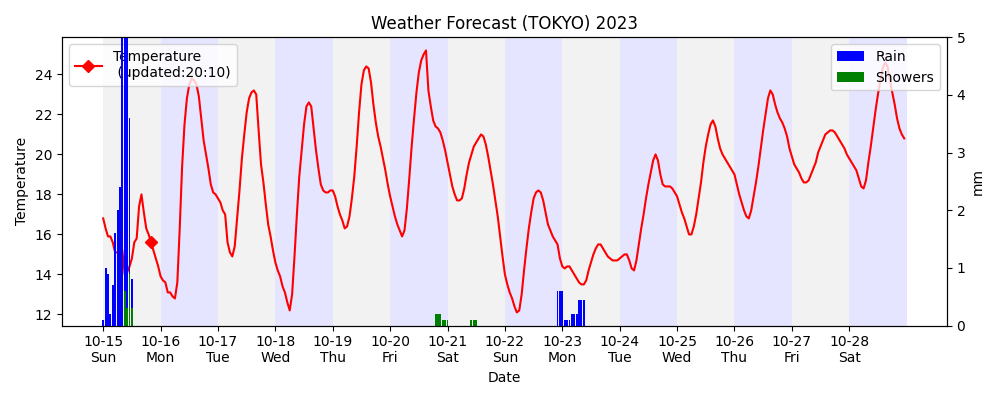 Weather Forecast (TOKYO) 2023
Temperature
(updated:20:10)
Rain
Showers
Temperature
24
22
20
18
16
14
12
5
4
3
2
1
0
mm
10-15 10-16 10-17 10-18 10-19 10-20 10-21 10-22 10-23 10-24 10-25 10-26 10-27 10-28
Sun Mon Tue Wed Thu Fri Sat Sun Mon Tue Wed Thu Fri Sat
Date